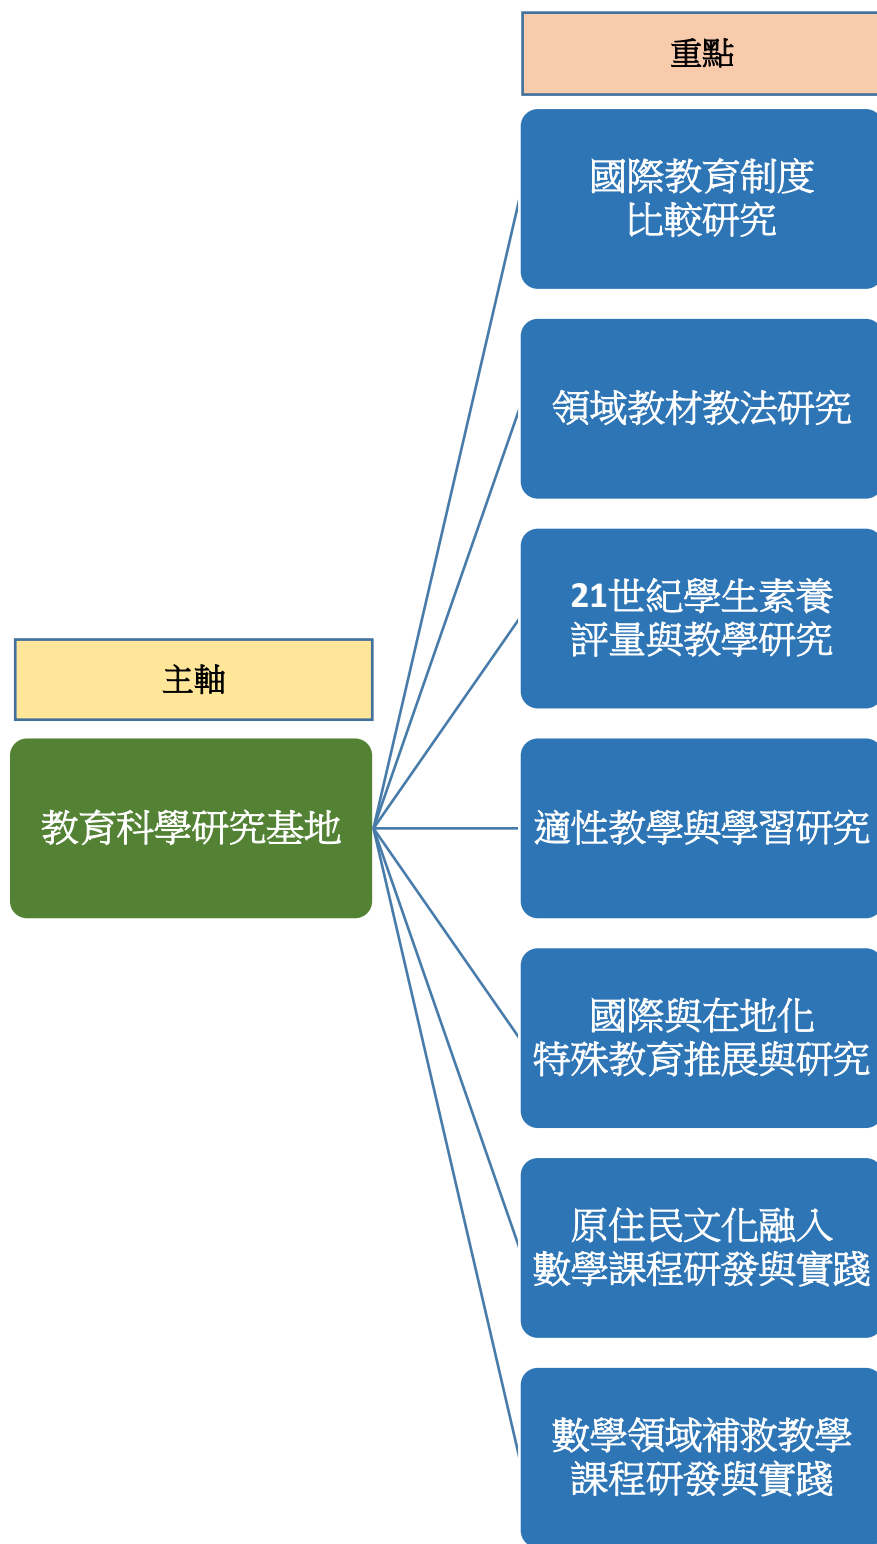 重點
國際教育制度
比較研究
領域教材教法研究
21世紀學生素養
評量與教學研究
主軸
教育科學研究基地
適性教學與學習研究
國際與在地化
特殊教育推展與研究
原住民文化融入
數學課程研發與實踐
數學領域補救教學
課程研發與實踐